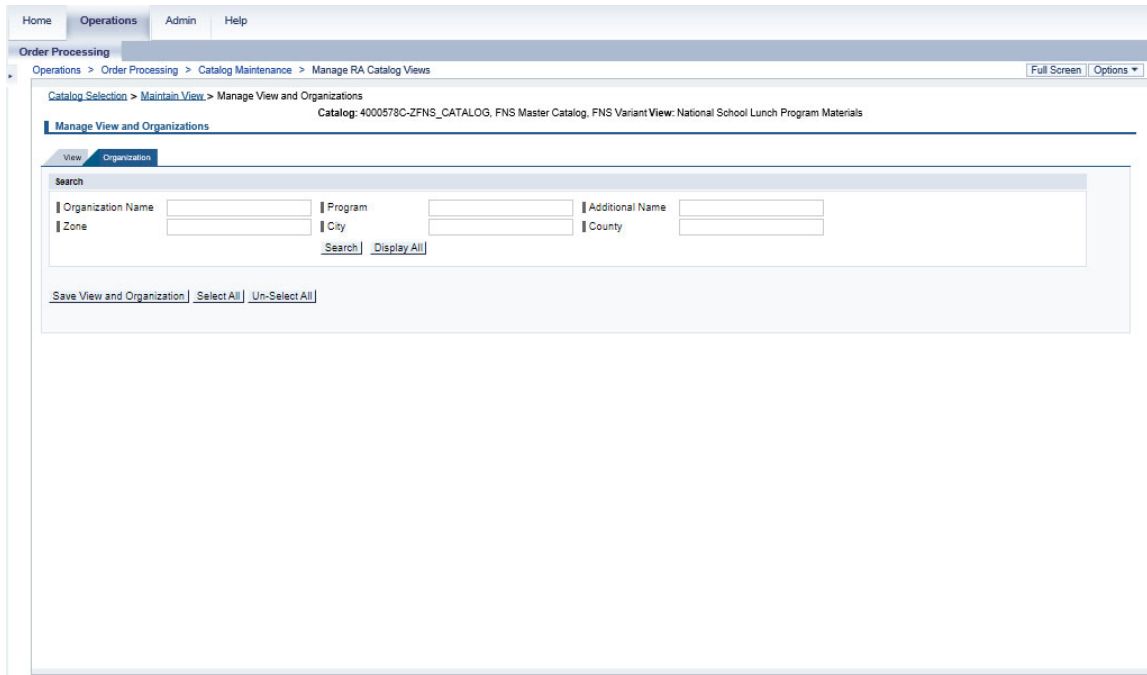 Home Operations Admin Help
Order Processing
Operations > Order Processing > Catalog Maintenance > Manage RA Catalog Views Full Screen Options
Catalog Selection > Maintain View > Manage View and Organizations
Catalog: 4000578C-ZFNS_CATALOG, FNS Master Catalog, FNS Variant View: National School Lunch Program Materials
Manage View and Organizations
View Organization
Search
Organization Name Program Additional Name
Zone City County
Search Display All
Save View and Organization Select All Un-Select All